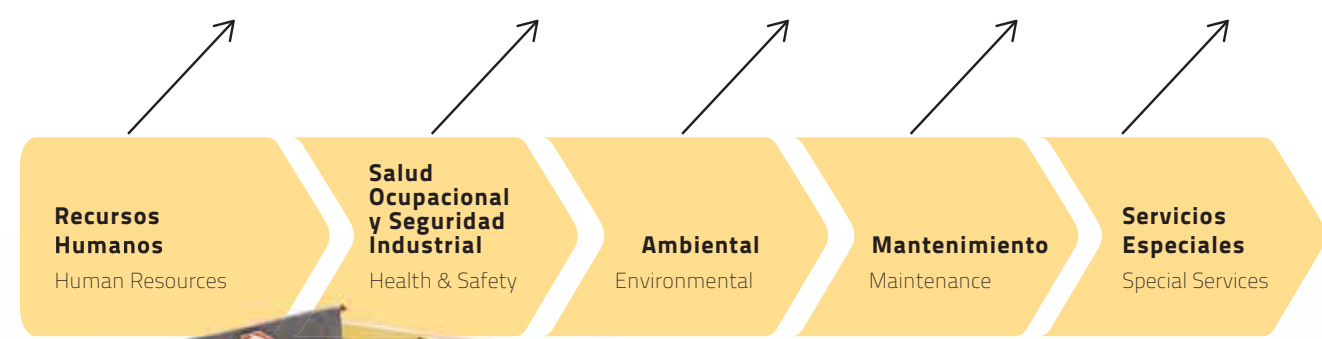 Recursos
Humanos
Human Resources
Salud
Ocupacional
y Seguridad
Industrial
Health & Safety
Ambiental
Environmental
Mantenimiento
Maintenance
Servicios
Especiales
Special Services